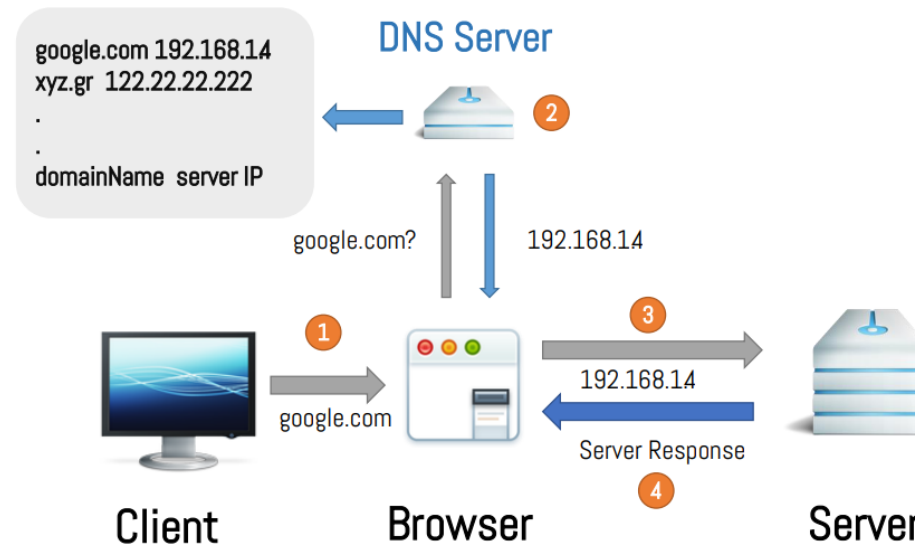 DNS Server
google.com 192.168.1.4
xyz.gr 122.22.22.222
.
.
domainName server IP
2
google.com?
192.168.1.4
1
google.com
3
192.168.1.4
Server Response
4
Client
Browser
Server